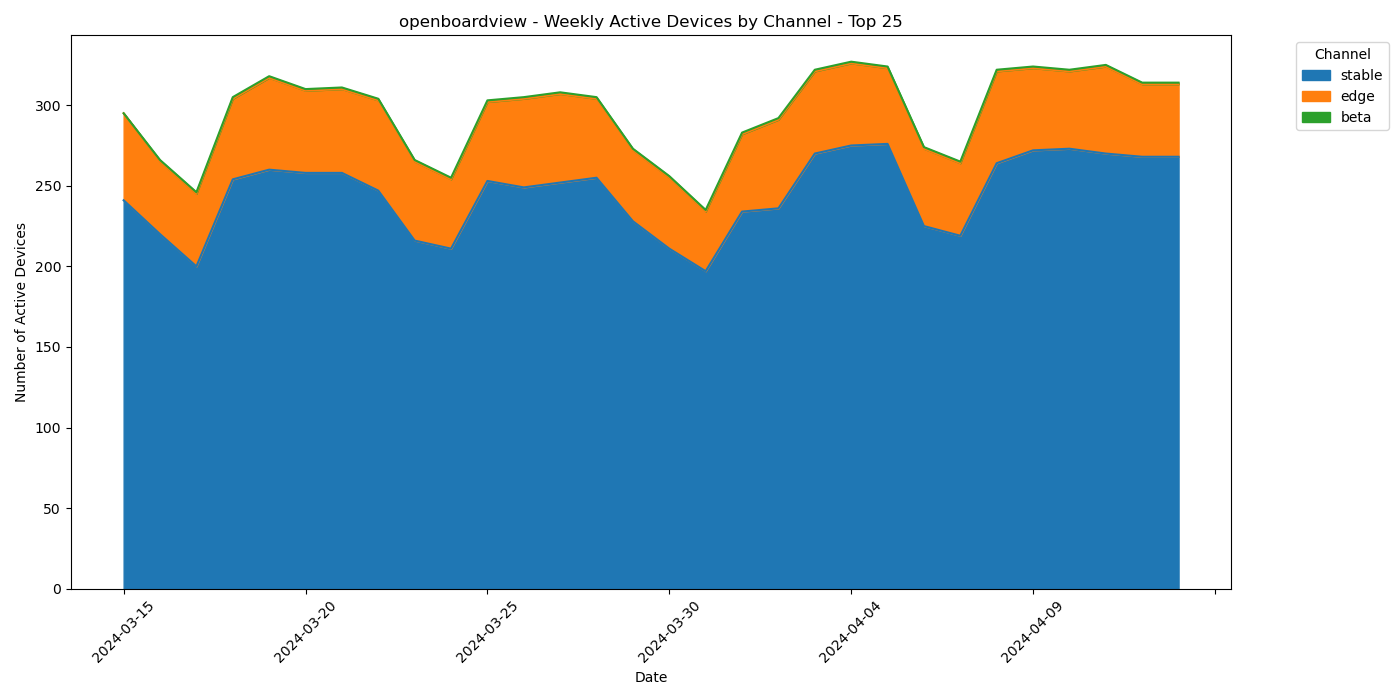 openboardview - Weekly Active Devices by Channel - Top 25
Channel
stable
edge
beta
Number of Active Devices
300
250
200
150
100
50
0
2024-03-15
2024-03-20
2024-03-25
2024-03-30
2024-04-04
2024-04-09
Date